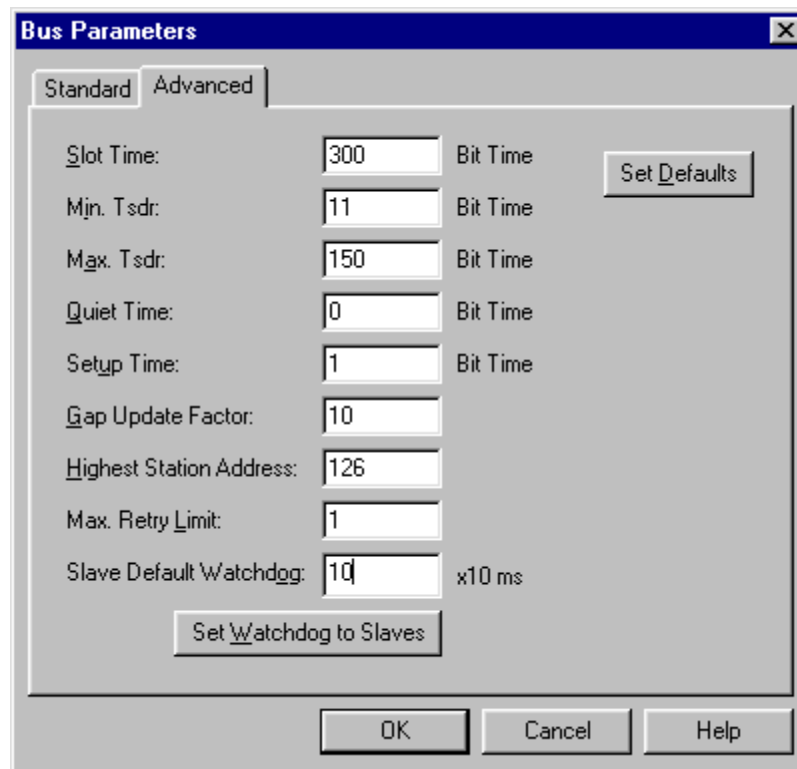 Bus Parameters
Standard Advanced
Slot Time: 300 Bit Time Set Defaults
Min. Tsdr: 11 Bit Time
Max. Tsdr: 150 Bit Time
Quiet Time: 0 Bit Time
Setup Time: 1 Bit Time
Gap Update Factor: 10
Highest Station Address: 126
Max. Retry Limit: 1
Slave Default Watchdog: 10 x10 ms
Set Watchdog to Slaves
OK Cancel Help